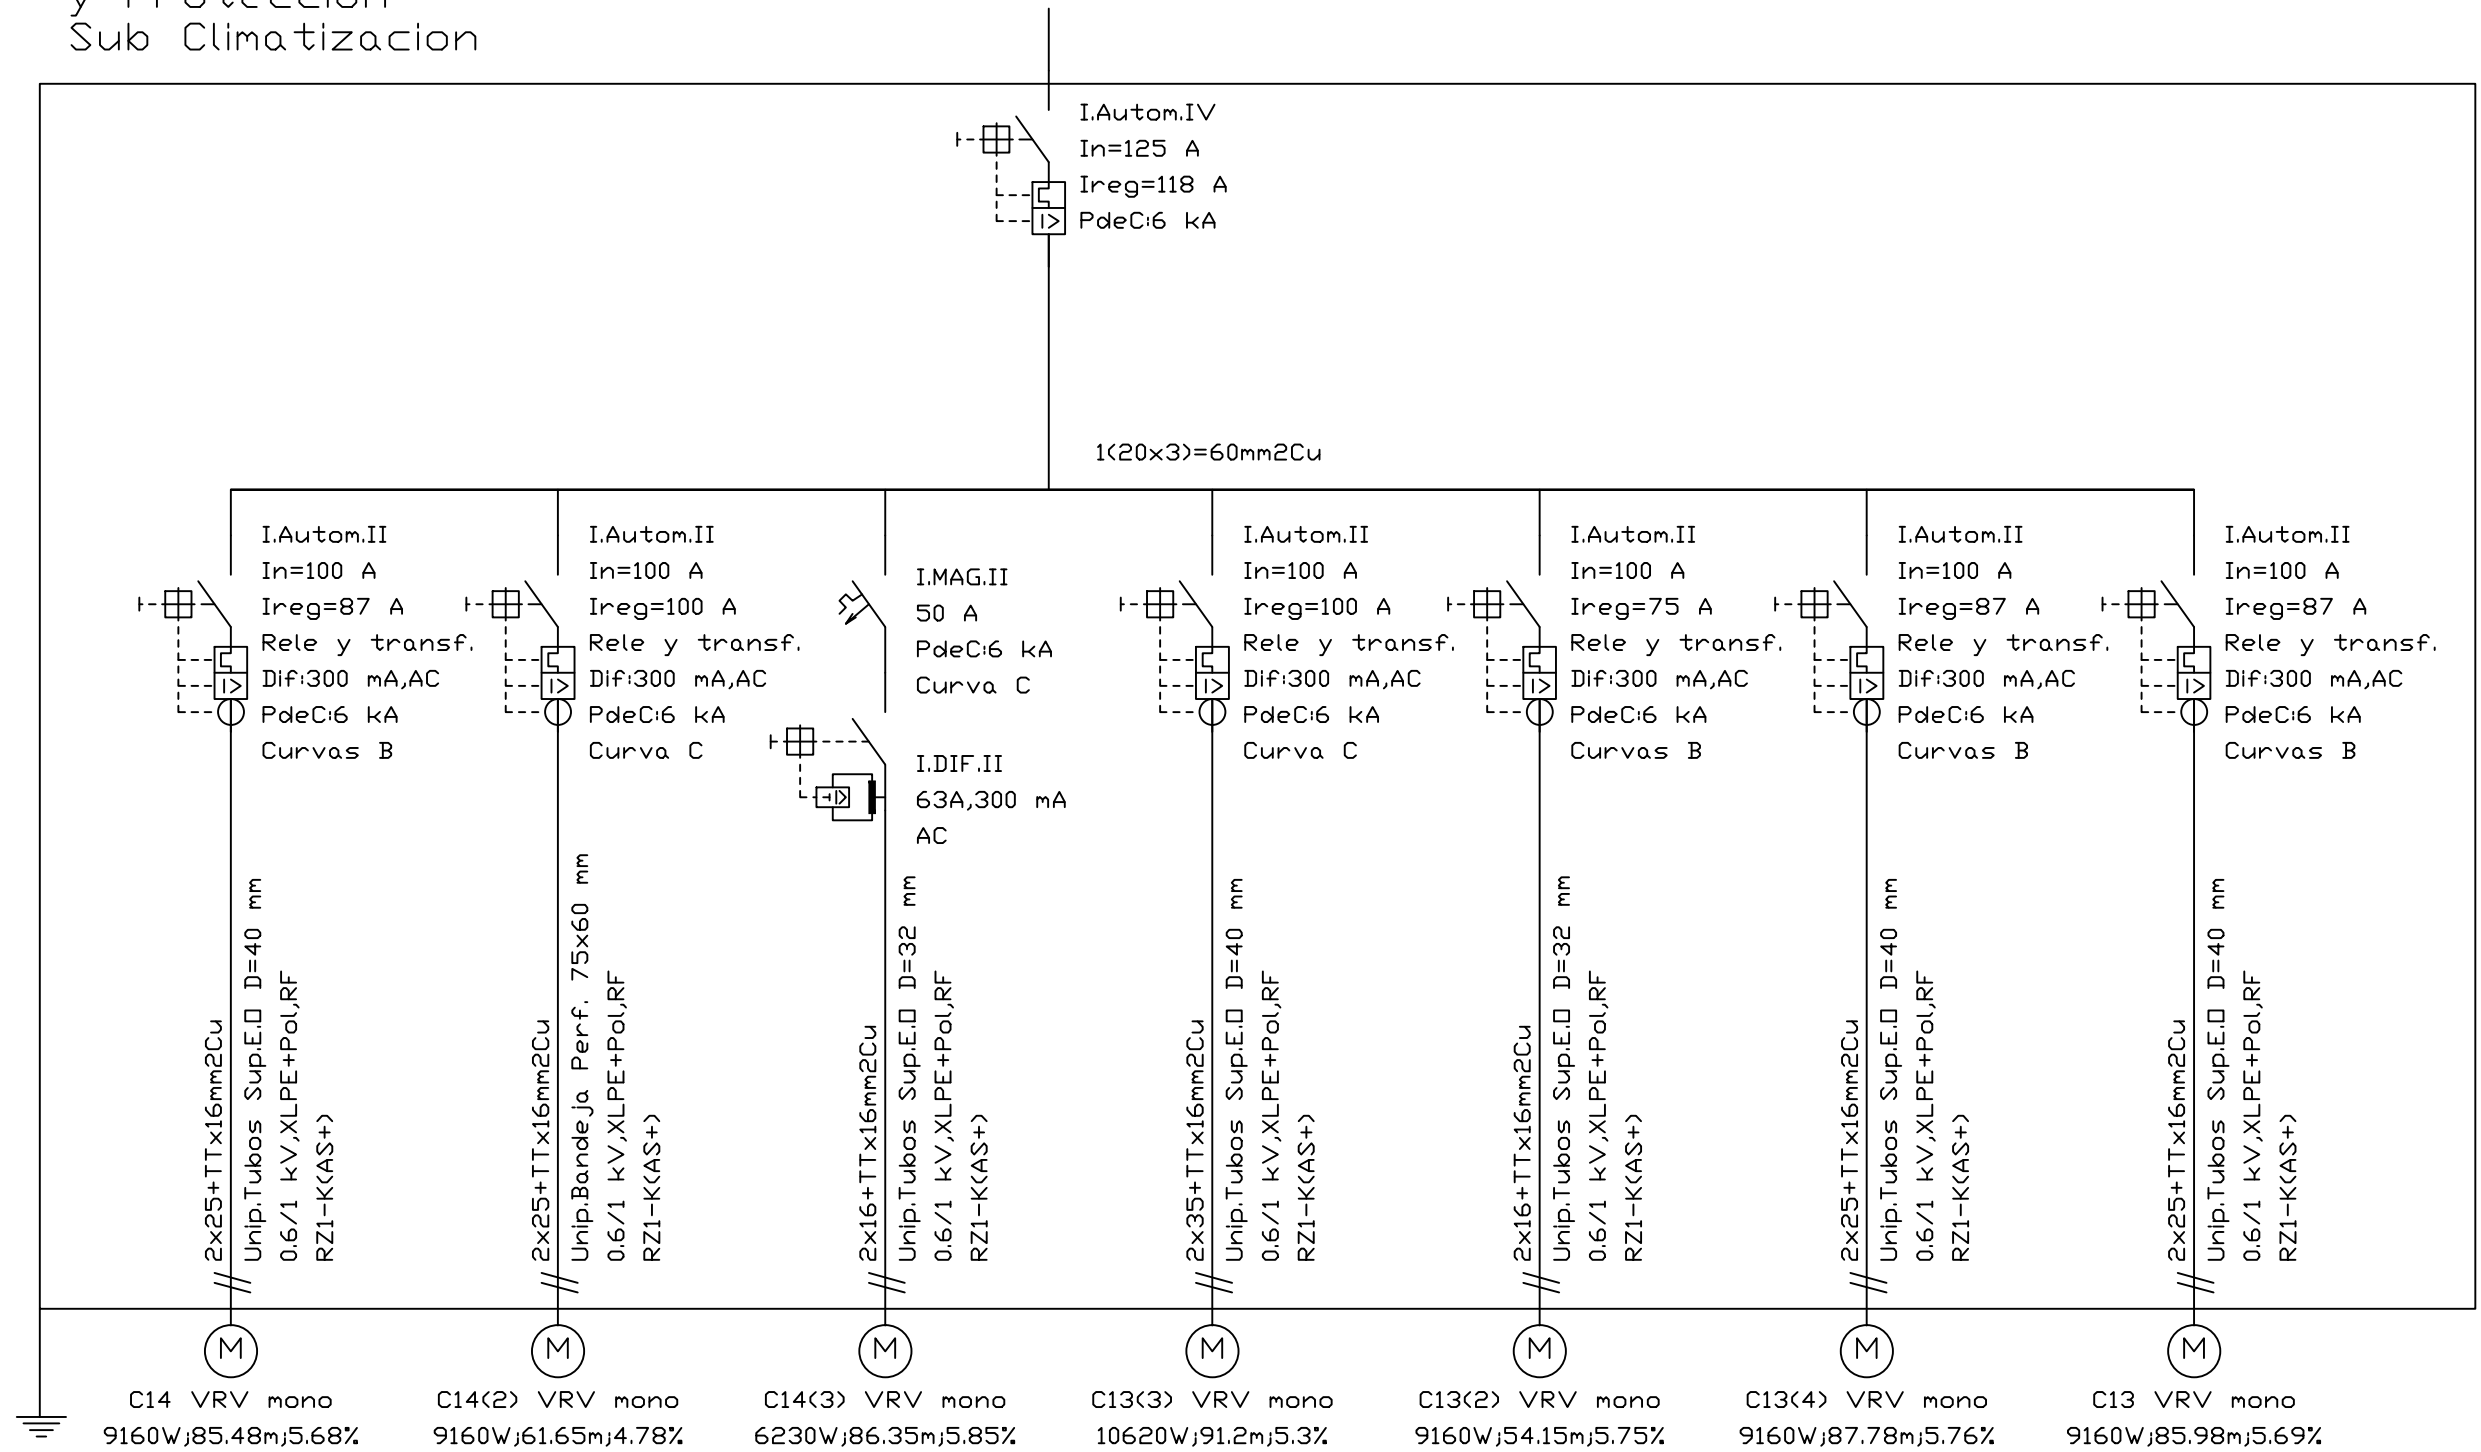 y Proteccion
Sub Climatizacion
I.Autom.IV
In=125 A
Ireg=118 A
PdeC:6 kA
1(20x3)=60mm2Cu
I.Autom.II
In=100 A
Ireg=87 A
Rele y transf.
Dif:300 mA,AC
PdeC:6 kA
Curvas B
2x25+TTx16mm2Cu
Unip.Tubos Sup.E.O D=40 mm
0.6/1 kV,XLPE+Pol,RF
RZ1-K(AS+)
M
C14 VRV mono
9160W;85.48m;5.68%
I.Autom.II
In=100 A
Ireg=100 A
Rele y transf.
Dif:300 mA,AC
PdeC:6 kA
Curva C
2x25+TTx16mm2Cu
Unip.Bandeja Perf. 75x60 mm
0.6/1 kV,XLPE+Pol,RF
RZ1-K(AS+)
M
C14(2) VRV mono
9160W;61.65m;4.78%
I.MAG.II
50 A
PdeC:6 kA
Curva C
I.DIF.II
63A,300 mA
AC
2x16+TTx16mm2Cu
Unip.Tubos Sup.E.O D=32 mm
0.6/1 kV,XLPE+Pol,RF
RZ1-K(AS+)
M
C14(3) VRV mono
6230W;86.35m;5.85%
I.Autom.II
In=100 A
Ireg=100 A
Rele y transf.
Dif:300 mA,AC
PdeC:6 kA
Curva C
2x35+TTx16mm2Cu
Unip.Tubos Sup.E.O D=40 mm
0.6/1 kV,XLPE+Pol,RF
RZ1-K(AS+)
M
C13(3) VRV mono
10620W;91.2m;5.3%
I.Autom.II
In=100 A
Ireg=75 A
Rele y transf.
Dif:300 mA,AC
PdeC:6 kA
Curvas B
2x16+TTx16mm2Cu
Unip.Tubos Sup.E.O D=32 mm
0.6/1 kV,XLPE+Pol,RF
RZ1-K(AS+)
M
C13(2) VRV mono
9160W;54.15m;5.75%
I.Autom.II
In=100 A
Ireg=87 A
Rele y transf.
Dif:300 mA,AC
PdeC:6 kA
Curvas B
2x25+TTx16mm2Cu
Unip.Tubos Sup.E.O D=40 mm
0.6/1 kV,XLPE+Pol,RF
RZ1-K(AS+)
M
C13(4) VRV mono
9160W;87.78m;5.76%
I.Autom.II
In=100 A
Ireg=87 A
Rele y transf.
Dif:300 mA,AC
PdeC:6 kA
Curvas B
2x25+TTx16mm2Cu
Unip.Tubos Sup.E.O D=40 mm
0.6/1 kV,XLPE+Pol,RF
RZ1-K(AS+)
M
C13 VRV mono
9160W;85.98m;5.69%